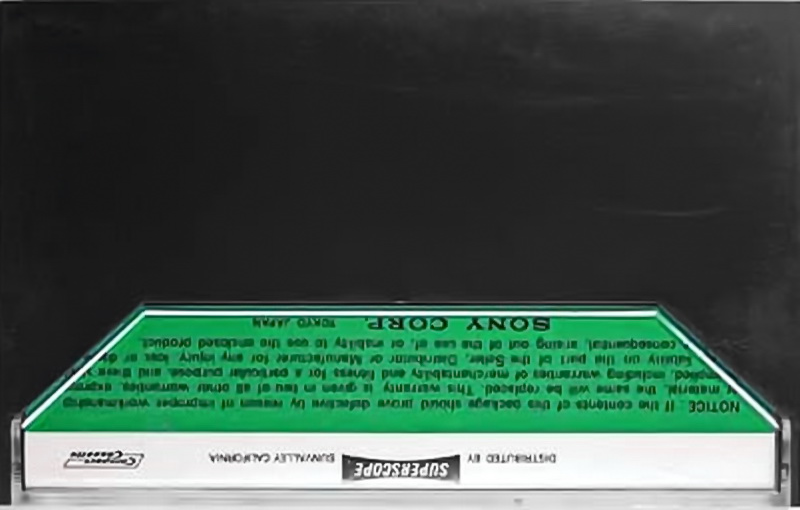 DISTRIBUTED BY SUPERSCOPE SUNVALLEY CALIFORNIA Compact Cassette
NOTICE: If the contents of this package should prove defective by reason of improper workmanship
or material, the same will be replaced. This warranty is given in lieu of all other warranties, express
implied, including warranties of merchantability and fitness for a particular purpose, and there
liability on the part of the Seller, Distributor or Manufacturer for any injury, loss or
consequential, arising out of the use of, or inability to use the enclosed product.
SONY CORP. TOKYO JAPAN